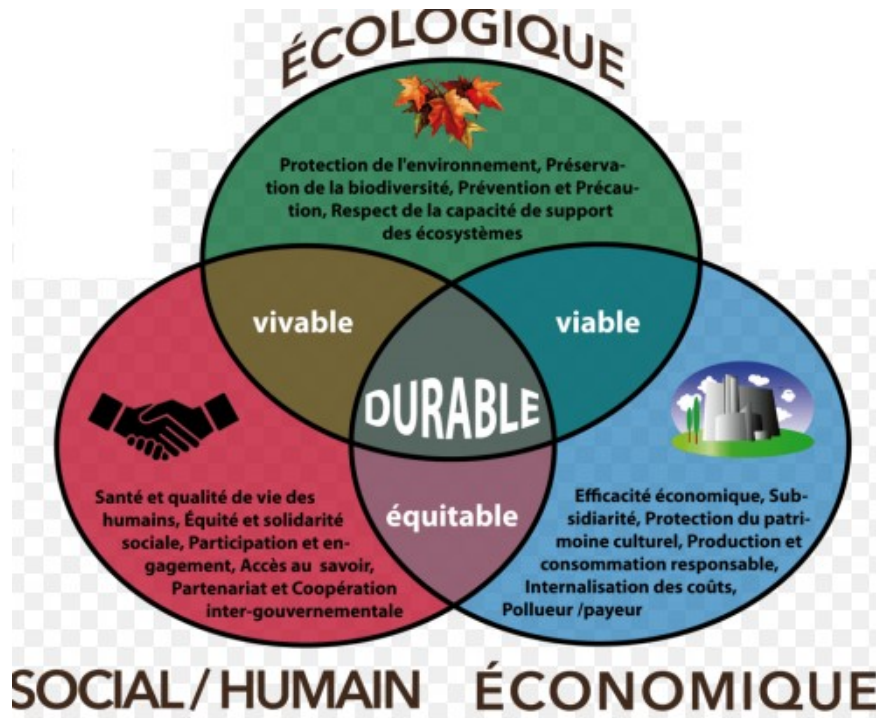 ÉCOLOGIQUE
Protection de l'environnement, Préserva-
tion de la biodiversité, Prévention et Précau-
tion, Respect de la capacité de support
des écosystèmes
vivable
viable
DURABLE
équitable
Santé et qualité de vie des
humains, Équité et solidarité
sociale, Participation et en-
gagement, Accès au savoir,
Partenariat et Coopération
inter-gouvernementale
Efficacité économique, Sub-
sidiarité, Protection du patri-
moine culturel, Production et
consommation responsable,
Internalisation des coûts,
Pollueur /payeur
SOCIAL / HUMAIN
ÉCONOMIQUE